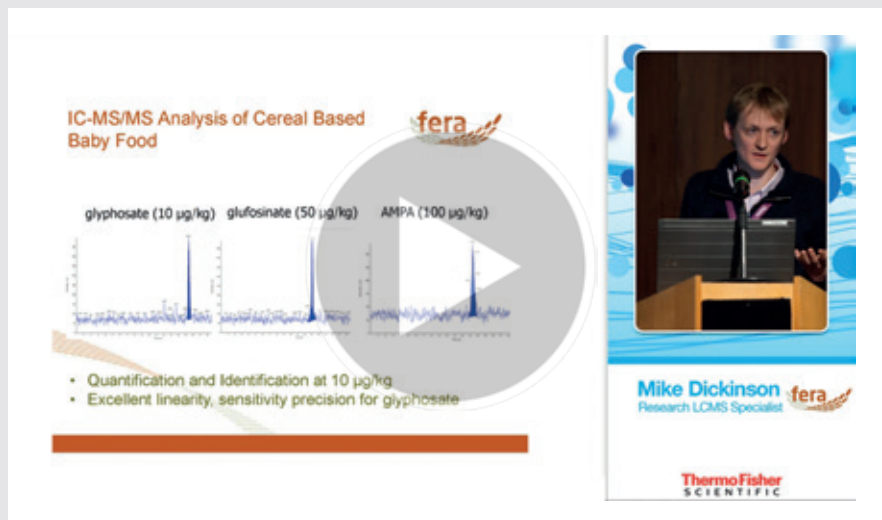 IC-MS/MS Analysis of Cereal Based
Baby Food
fera
glyphosate (10 µg/kg)
glufosinate (50 µg/kg)
AMPA (100 µg/kg)
• Quantification and Identification at 10 µg/kg
• Excellent linearity, sensitivity precision for glyphosate
Mike Dickinson
Research LCMS Specialist
fera
ThermoFisher
SCIENTIFIC